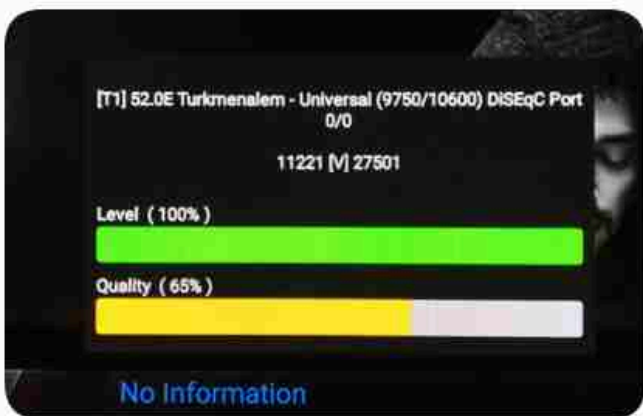 [T1] 52.0E Turkmenalem - Universal (9750/10600) DiSEqC Port
0/0
11221 [V] 27501
Level ( 100% )
Quality ( 65% )
No Information